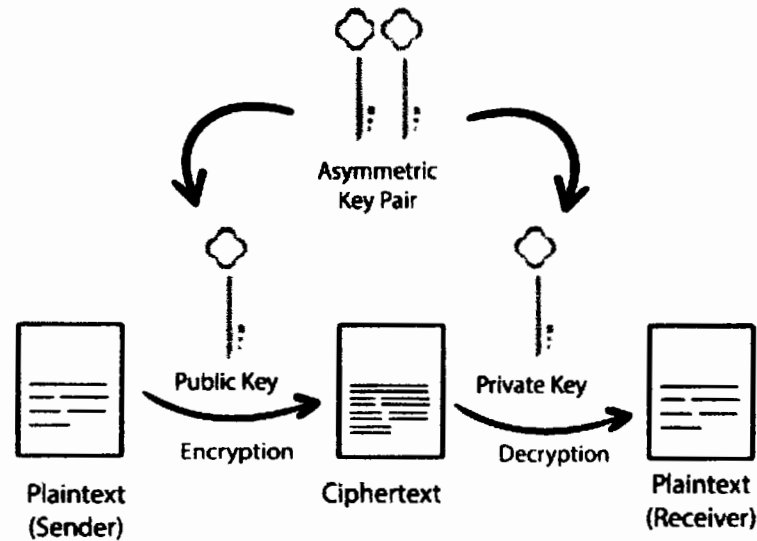 Asymmetric
Key Pair
Public Key
Private Key
Encryption
Decryption
Plaintext
(Sender)
Ciphertext
Plaintext
(Receiver)